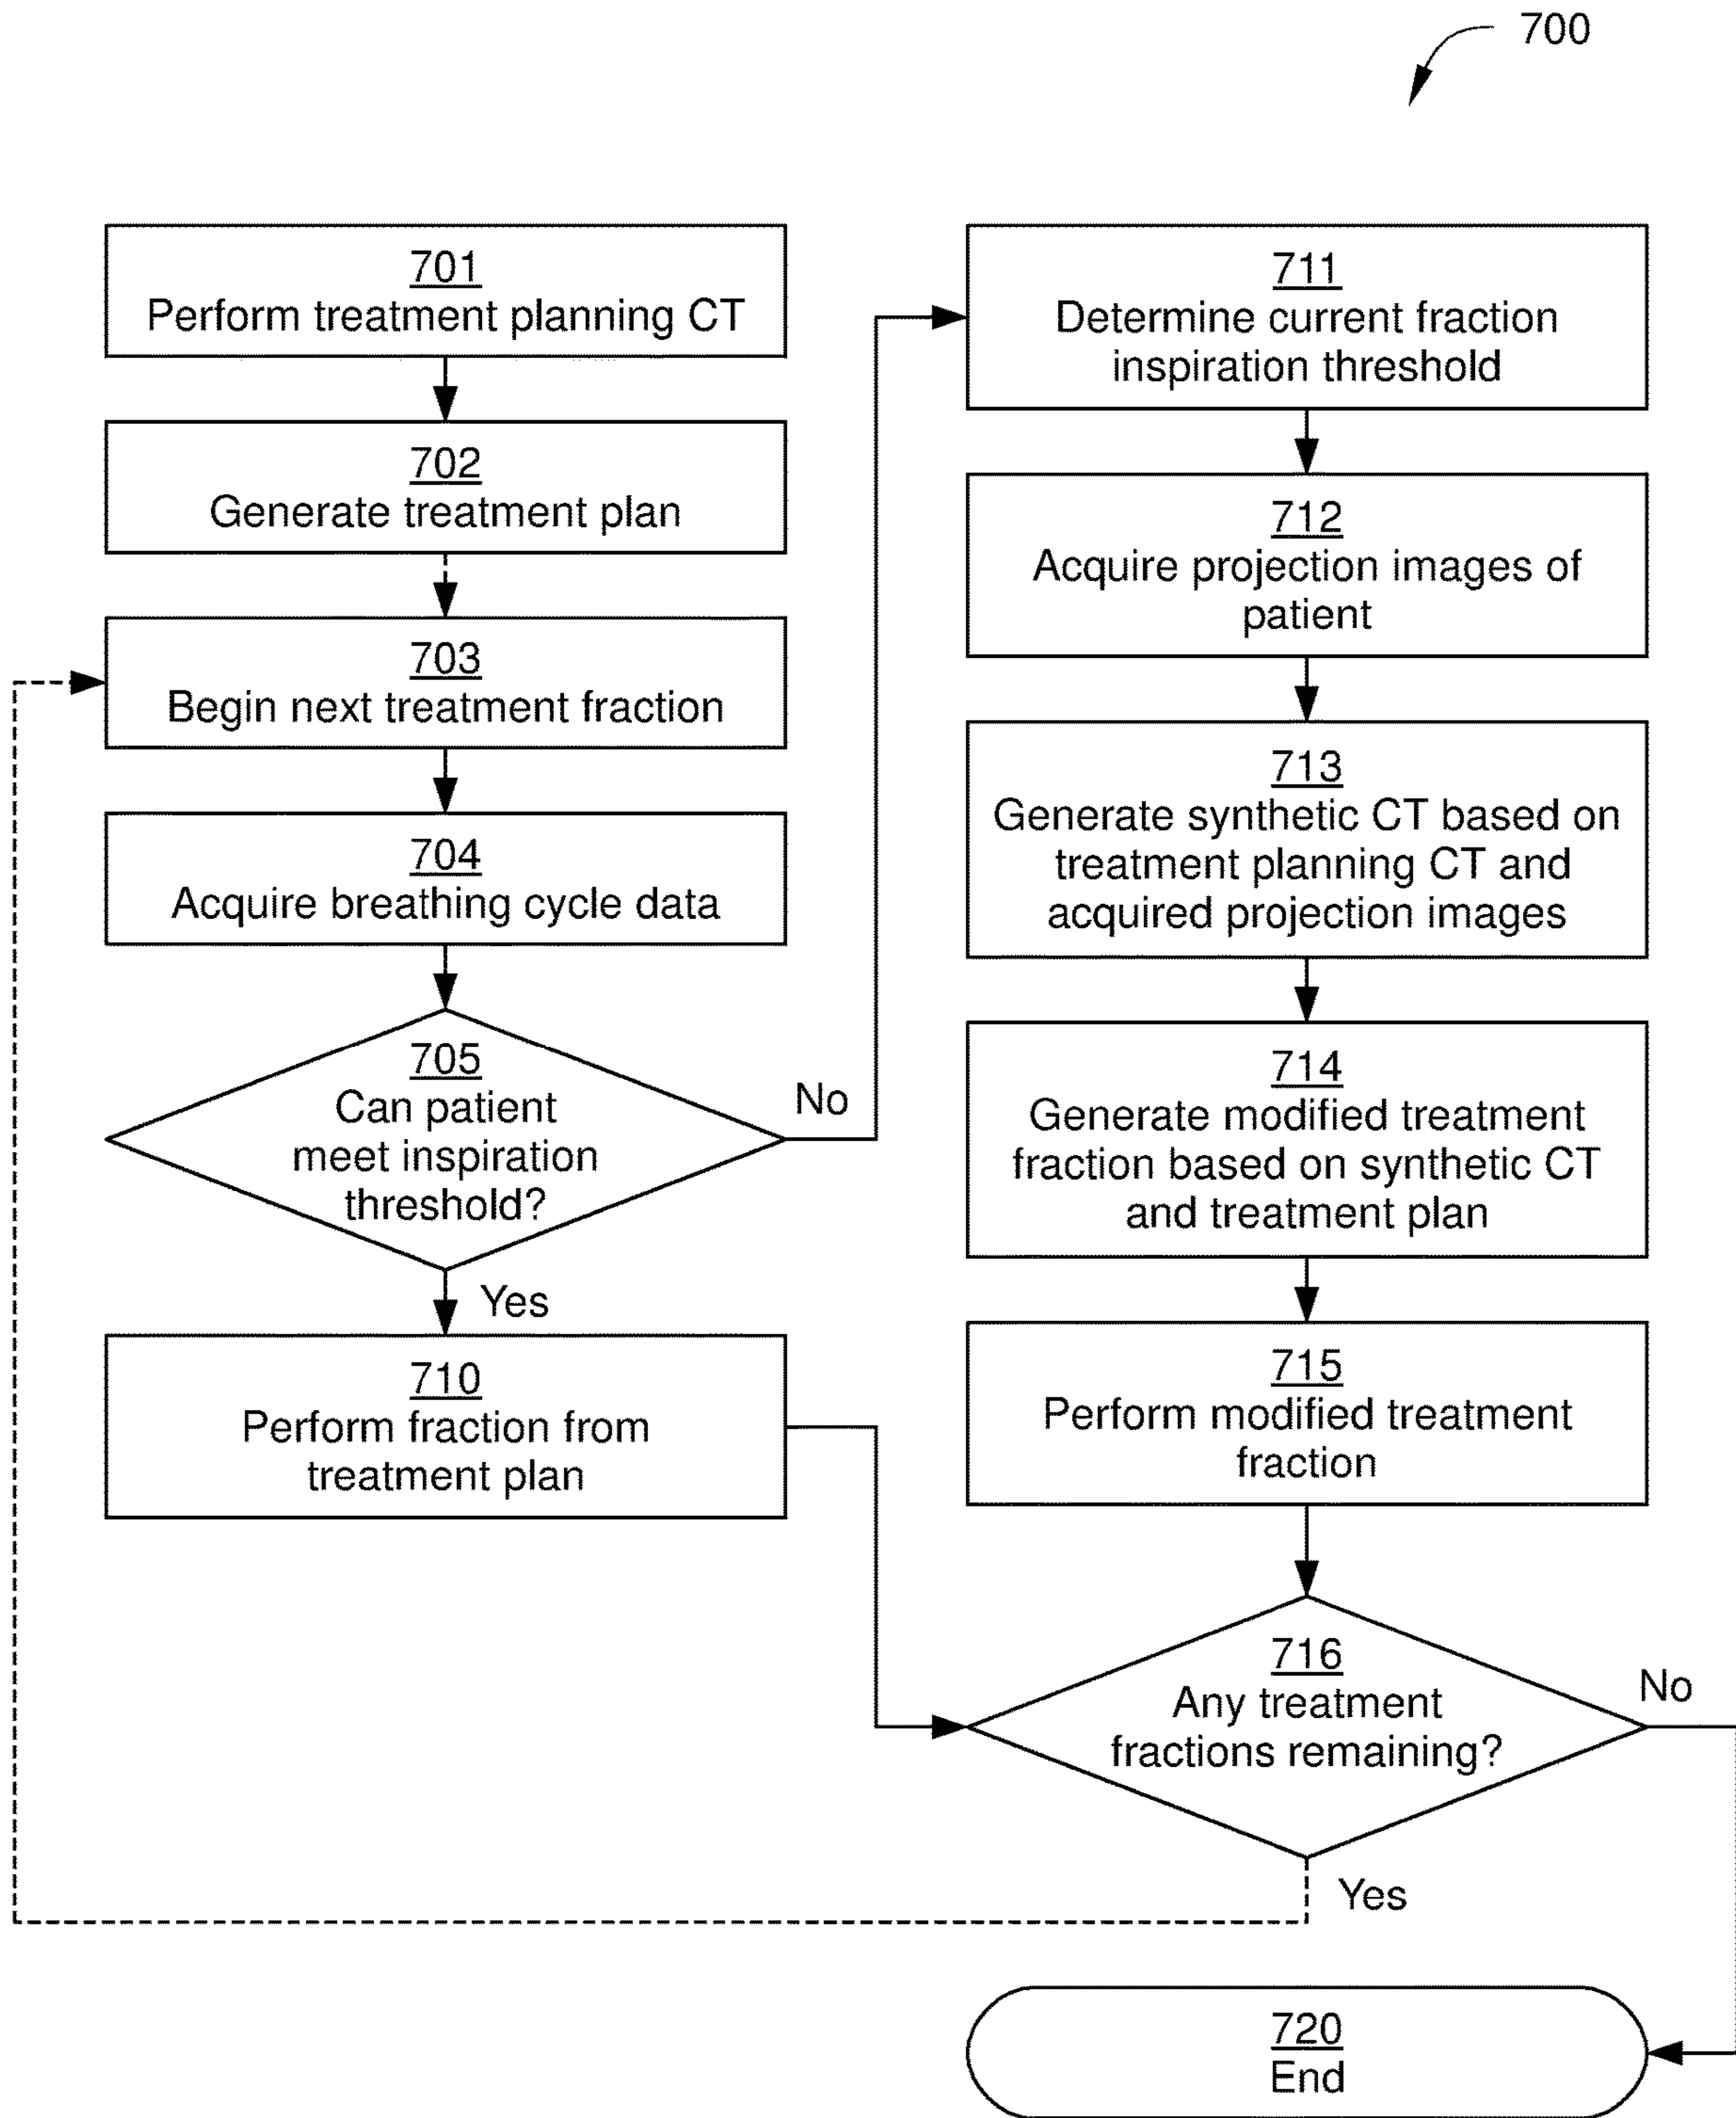 700
701
Perform treatment planning CT
702
Generate treatment plan
703
Begin next treatment fraction
704
Acquire breathing cycle data
705
Can patient
meet inspiration
threshold?
No
Yes
710
Perform fraction from
treatment plan
711
Determine current fraction
inspiration threshold
712
Acquire projection images of
patient
713
Generate synthetic CT based on
treatment planning CT and
acquired projection images
714
Generate modified treatment
fraction based on synthetic CT
and treatment plan
715
Perform modified treatment
fraction
716
Any treatment
fractions remaining?
No
Yes
720
End